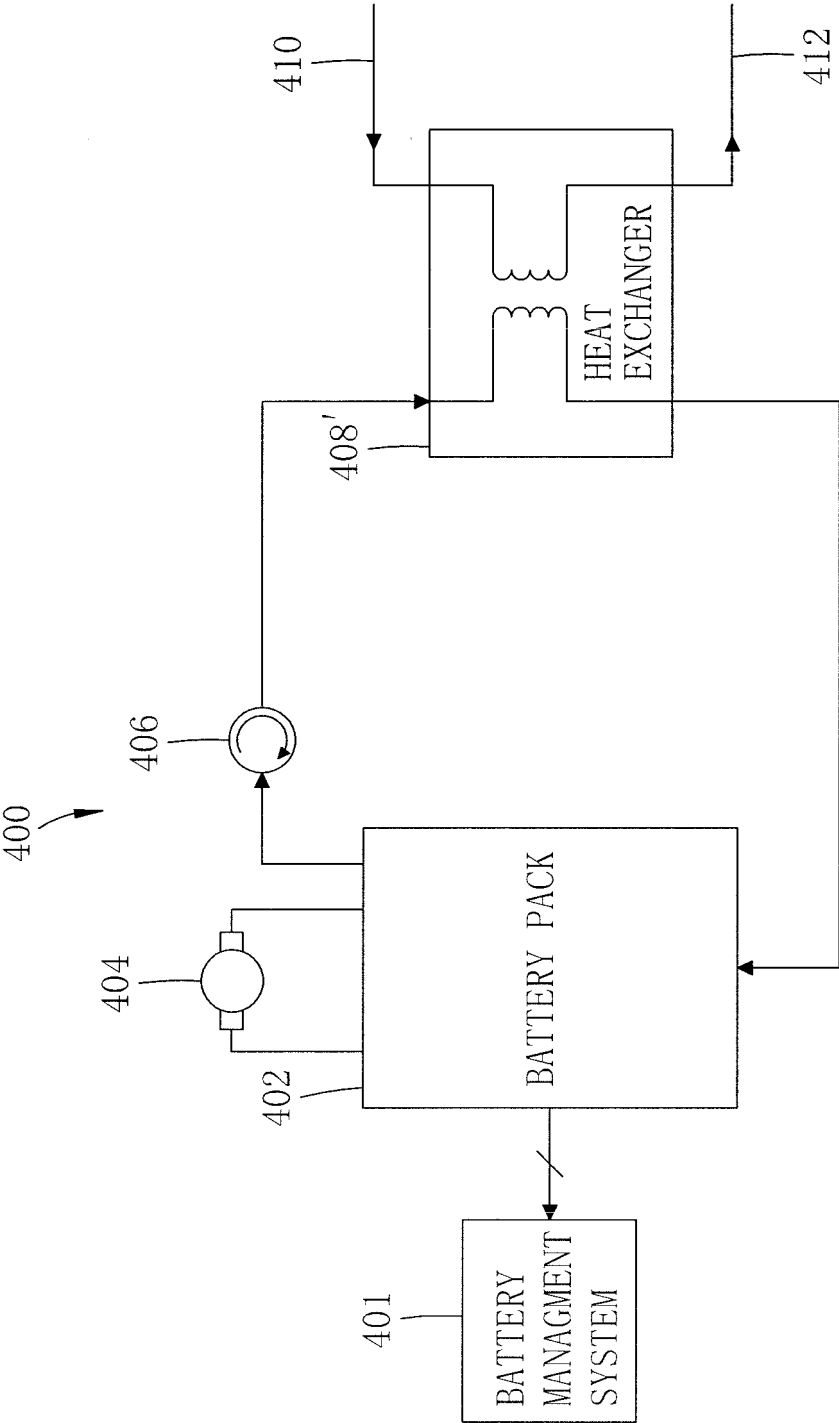 400
401
BATTERY
MANAGMENT
SYSTEM
402
BATTERY PACK
404
406
408'
HEAT
EXCHANGER
410
412